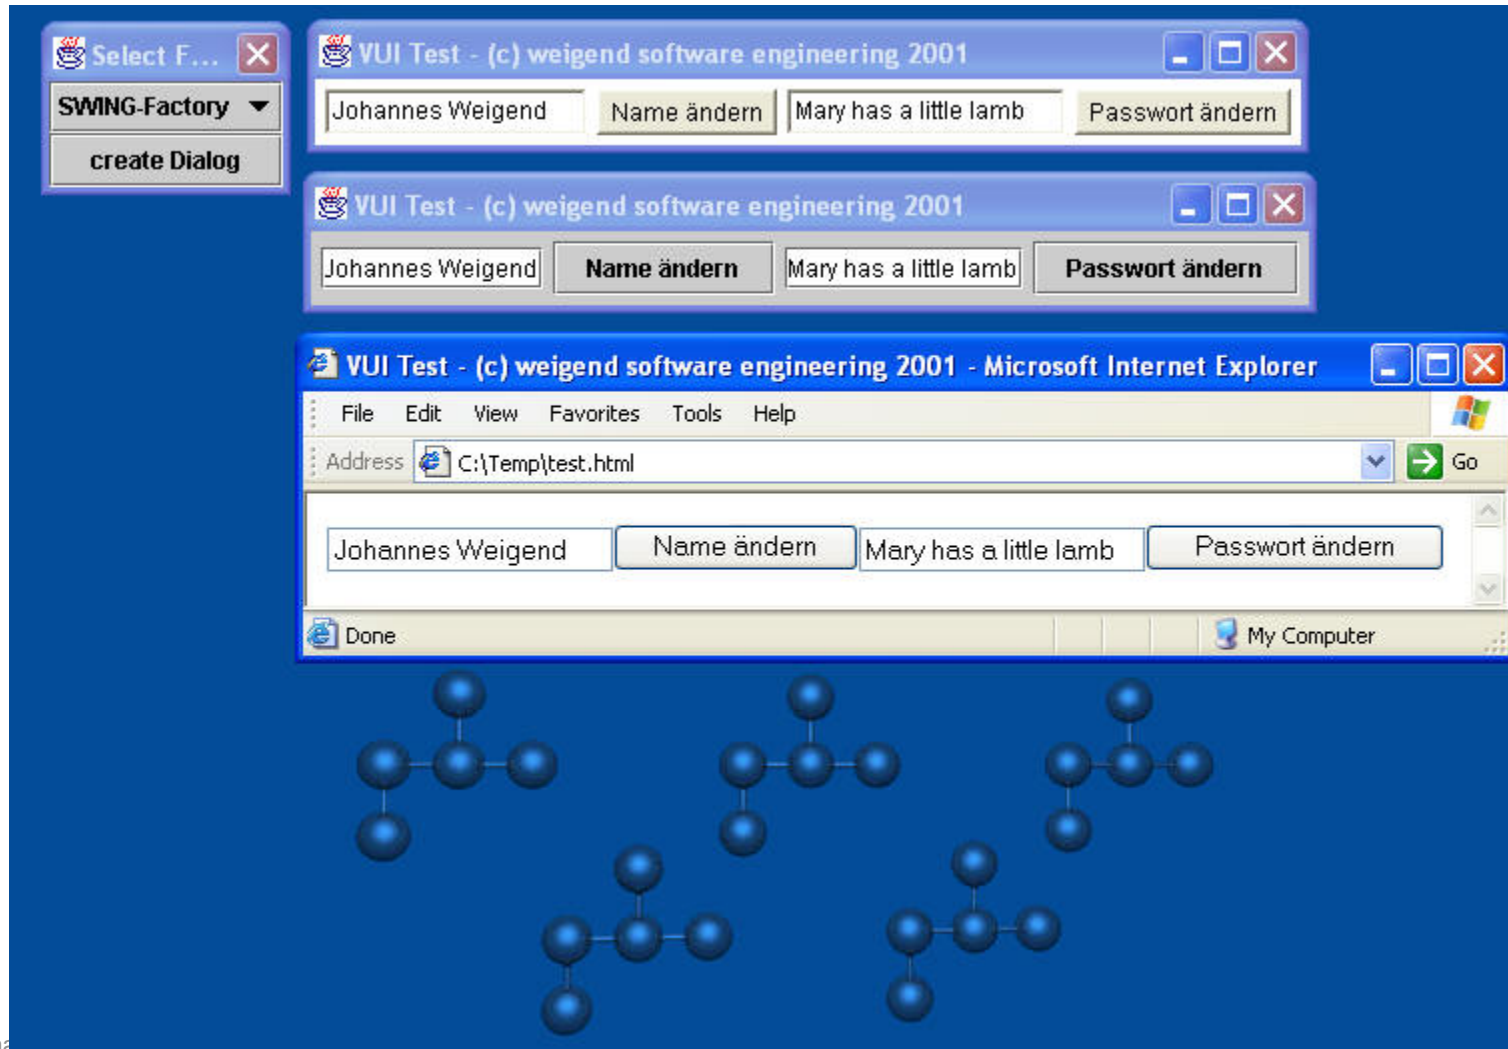 Select F...
SWING-Factory
create Dialog
VUI Test - (c) weigend software engineering 2001
Johannes Weigend Name ändern Mary has a little lamb Passwort ändern
VUI Test - (c) weigend software engineering 2001
Johannes Weigend Name ändern Mary has a little lamb Passwort ändern
VUI Test - (c) weigend software engineering 2001 - Microsoft Internet Explorer
File Edit View Favorites Tools Help
Address C:\Temp\test.html Go
Johannes Weigend Name ändern Mary has a little lamb Passwort ändern
Done My Computer